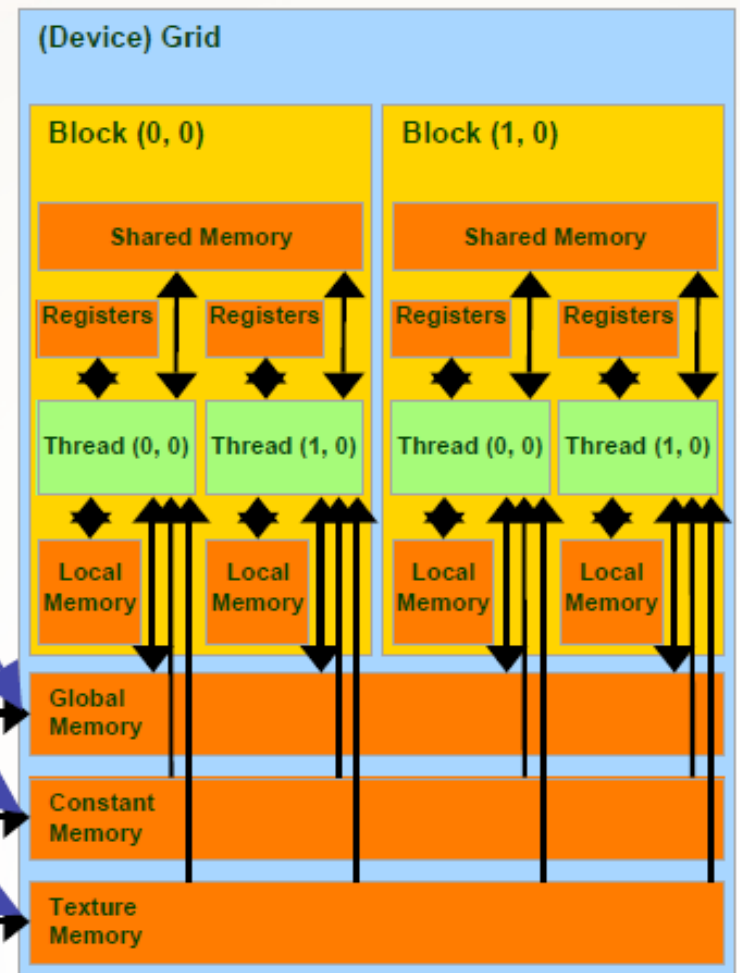 (Device) Grid
Block (0, 0)
Block (1, 0)
Shared Memory
Shared Memory
Registers
Registers
Registers
Registers
Thread (0, 0)
Thread (1, 0)
Thread (0, 0)
Thread (1, 0)
Local
Memory
Local
Memory
Local
Memory
Local
Memory
Global
Memory
Constant
Memory
Texture
Memory